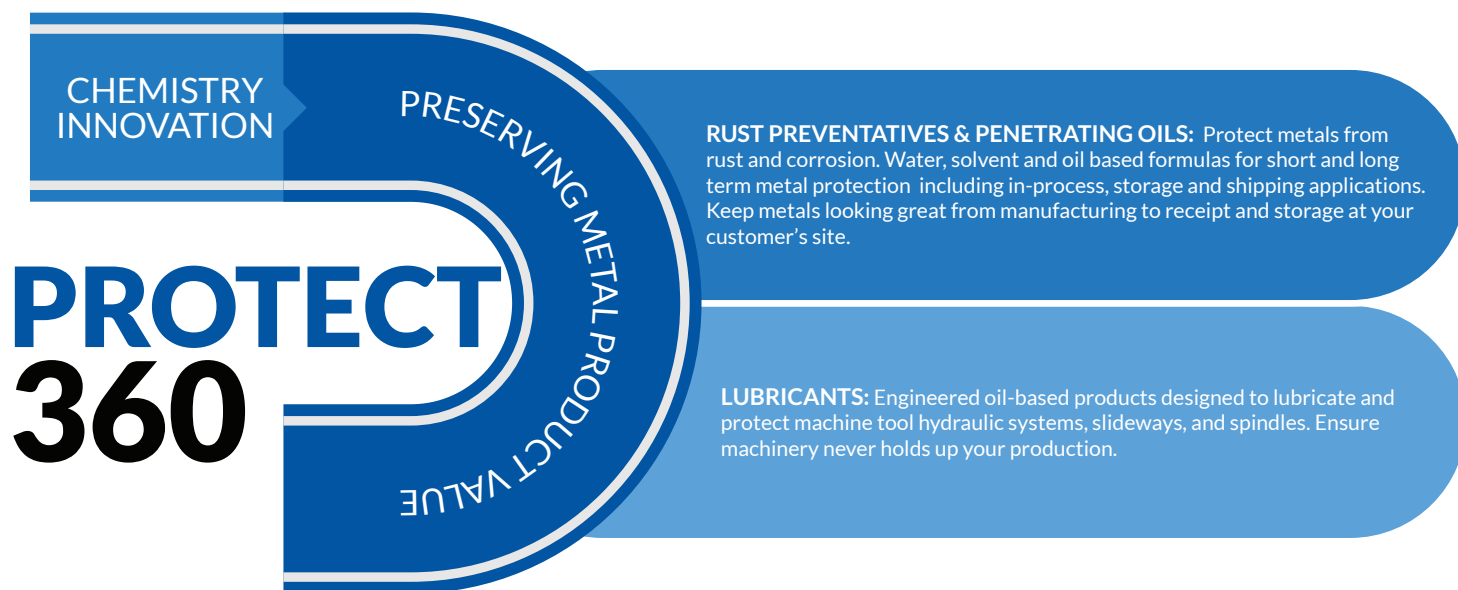 CHEMISTRY
INNOVATION
PRESERVING METAL PRODUCT VALUE
PROTECT
360
RUST PREVENTATIVES & PENETRATING OILS: Protect metals from
rust and corrosion. Water, solvent and oil based formulas for short and long
term metal protection including in-process, storage and shipping applications.
Keep metals looking great from manufacturing to receipt and storage at your
customer’s site.
LUBRICANTS: Engineered oil-based products designed to lubricate and
protect machine tool hydraulic systems, slideways, and spindles. Ensure
machinery never holds up your production.